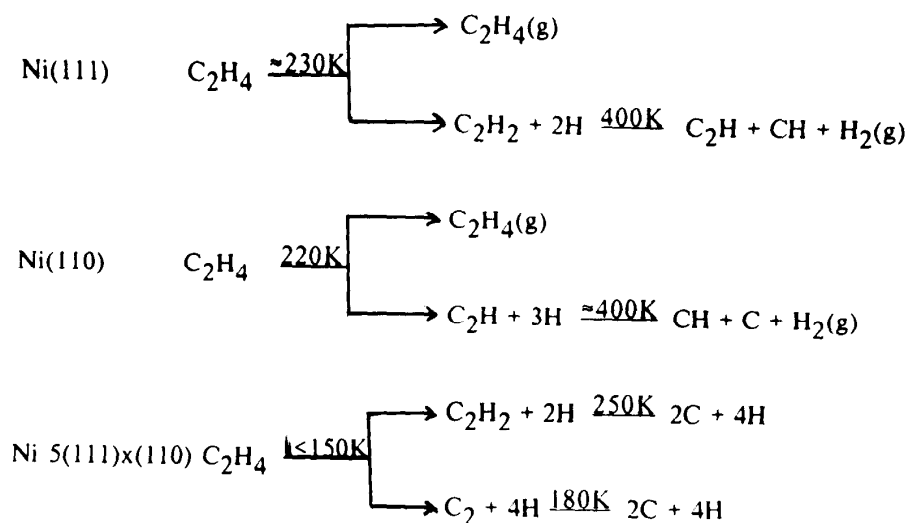 C₂H₄(g)
Ni(111) C₂H₄ ≈230K
C₂H₂ + 2H 400K C₂H + CH + H₂(g)
C₂H₄(g)
Ni(110) C₂H₄ 220K
C₂H + 3H ≈400K CH + C + H₂(g)
C₂H₂ + 2H 250K 2C + 4H
Ni 5(111)x(110) C₂H₄ <150K
C₂ + 4H 180K 2C + 4H